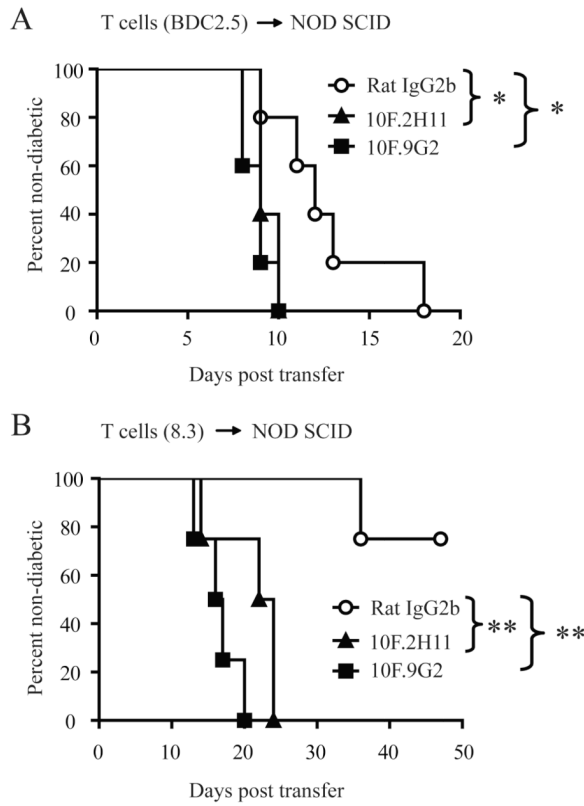 A
T cells (BDC2.5) → NOD SCID
100
80
60
40
20
0
Percent non-diabetic
Rat IgG2b
10F.2H11
10F.9G2
*
*
0 5 10 15 20
Days post transfer
B
T cells (8.3) → NOD SCID
100
80
60
40
20
0
Percent non-diabetic
Rat IgG2b
10F.2H11
10F.9G2
**
**
0 10 20 30 40 50
Days post transfer